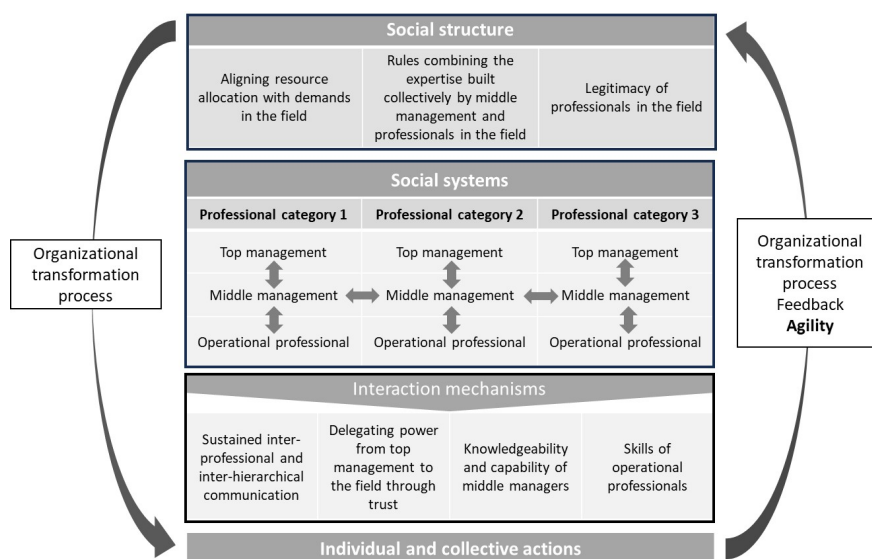 Social structure
Aligning resource
allocation with demands
in the field
Rules combining the
expertise built
collectively by middle
management and
professionals in the field
Legitimacy of
professionals in the field
Social systems
Professional category 1
Professional category 2
Professional category 3
Top management
Top management
Top management
Middle management
Middle management
Middle management
Operational professional
Operational professional
Operational professional
Organizational
transformation
process
Organizational
transformation
process
Feedback
Agility
Interaction mechanisms
Sustained inter-
professional and
inter-hierarchical
communication
Delegating power
from top
management to
the field through
trust
Knowledgeability
and capability of
middle managers
Skills of
operational
professionals
Individual and collective actions